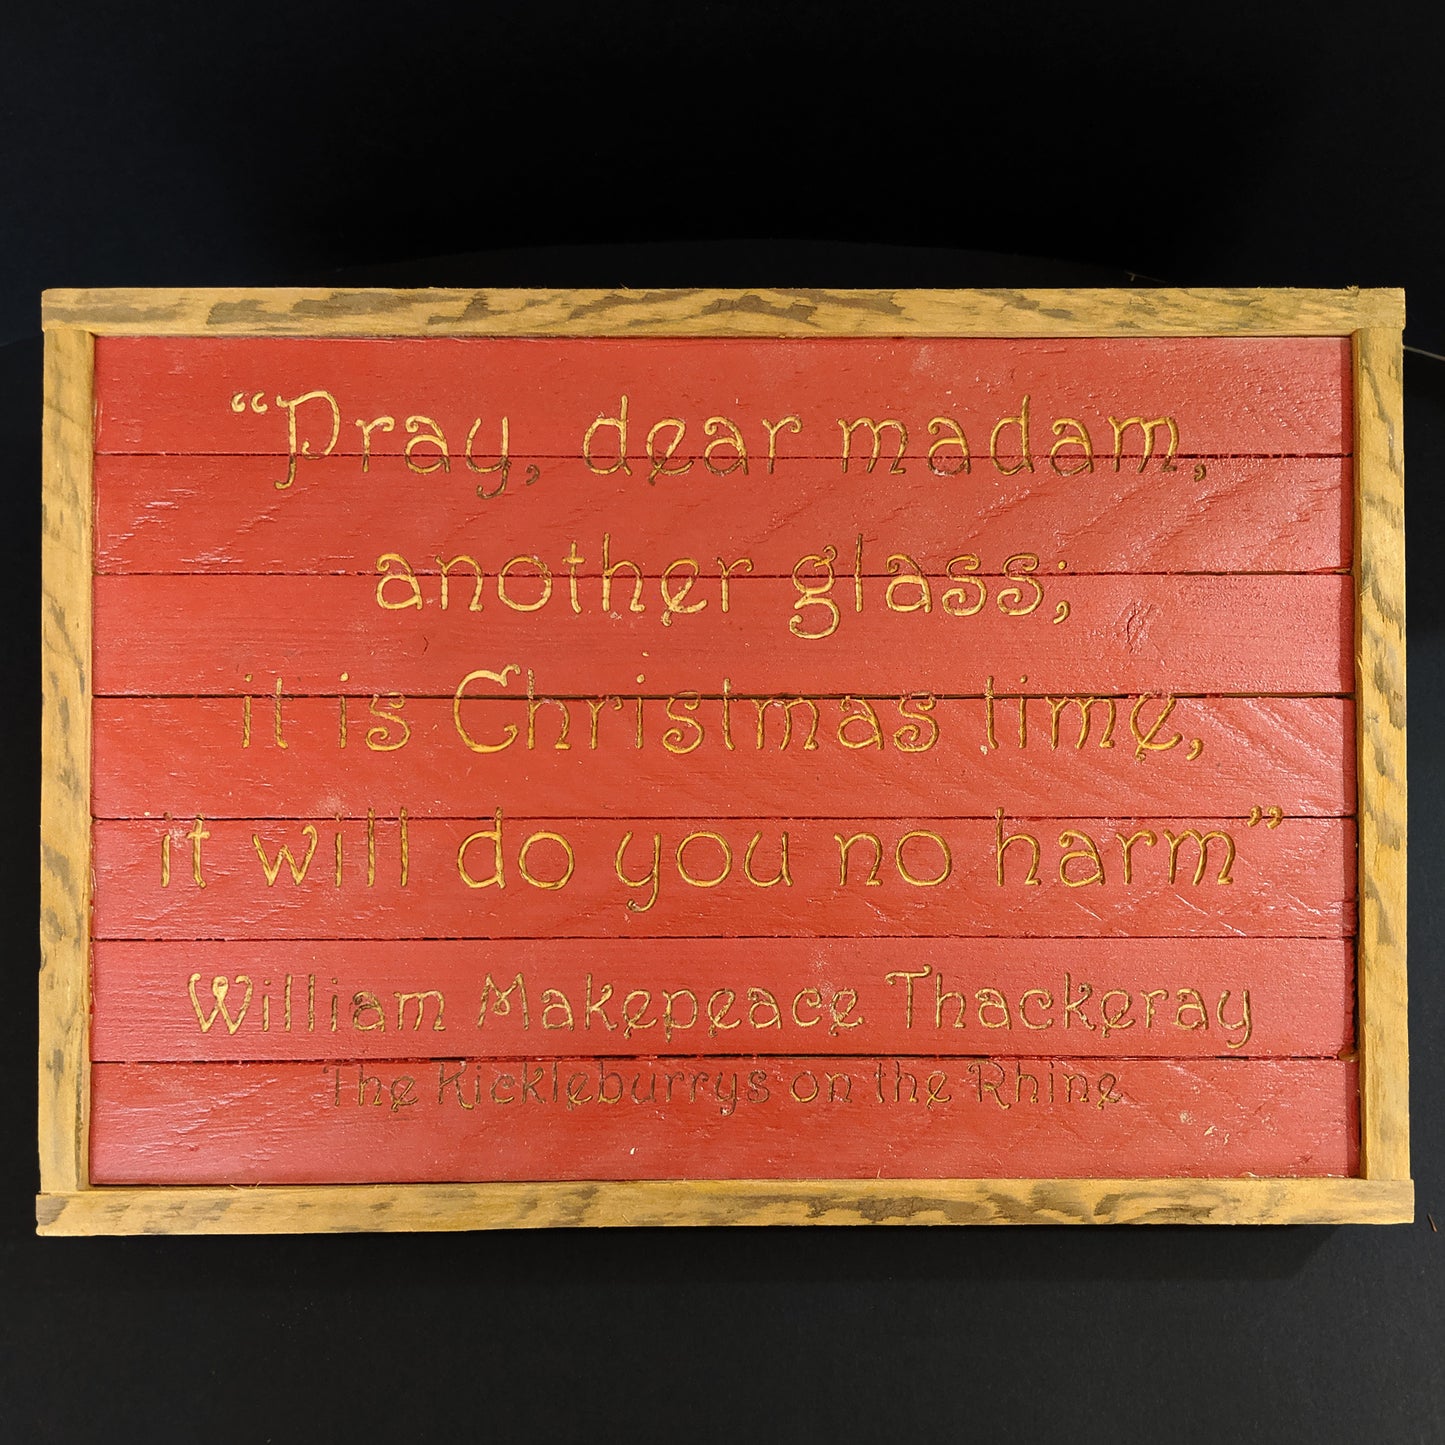 “Pray, dear madam,
another glass;
it is Christmas time,
it will do you no harm”
William Makepeace Thackeray
The Kickleburrys on the Rhine